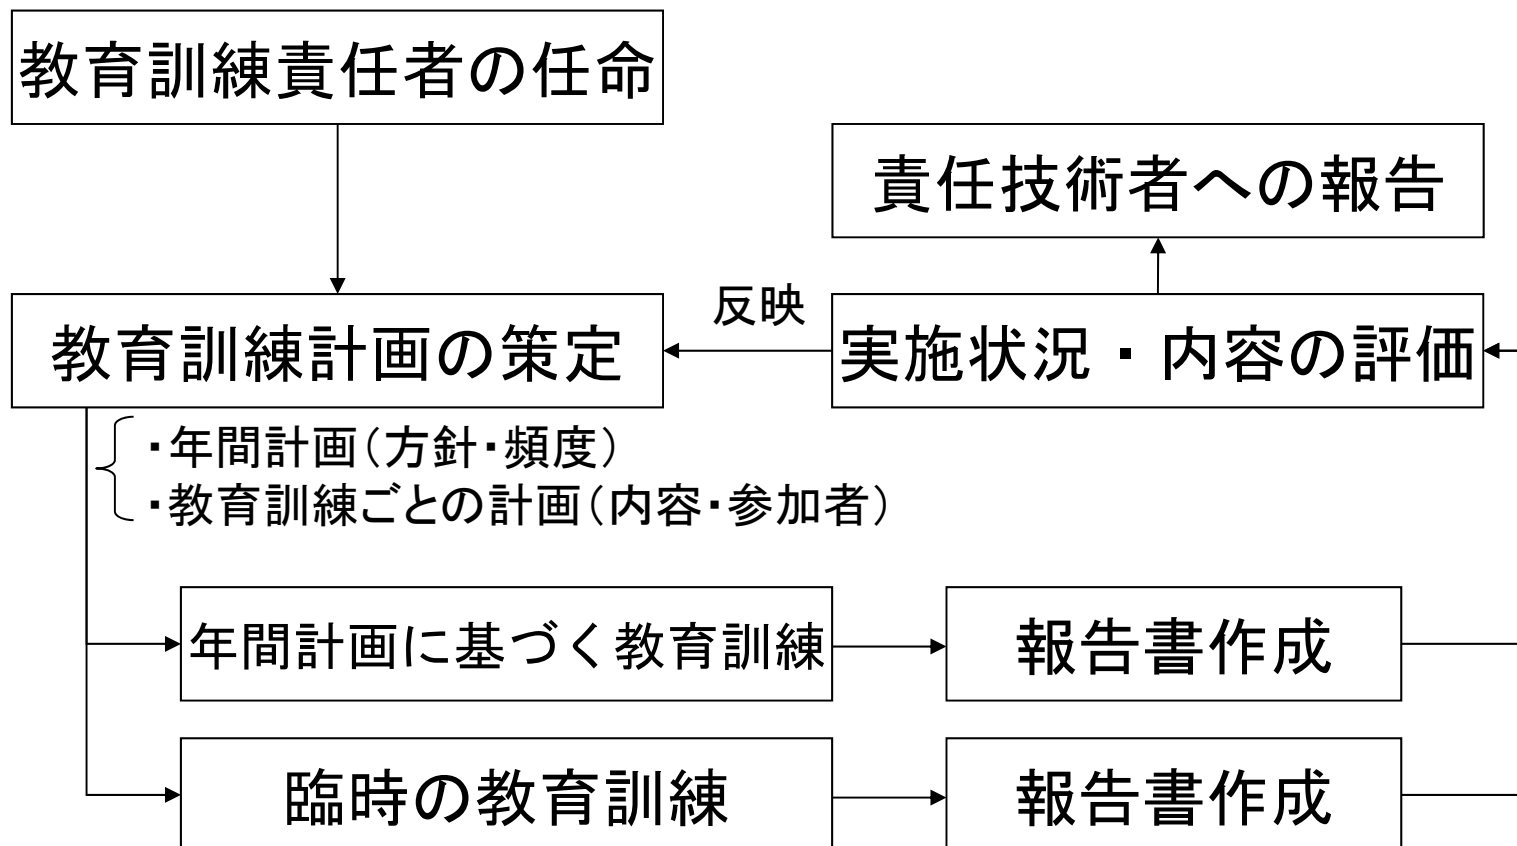 教育訓練責任者の任命
責任技術者への報告
教育訓練計画の策定
反映
実施状況・内容の評価
・年間計画（方針・頻度）
・教育訓練ごとの計画（内容・参加者）
年間計画に基づく教育訓練
報告書作成
臨時の教育訓練
報告書作成